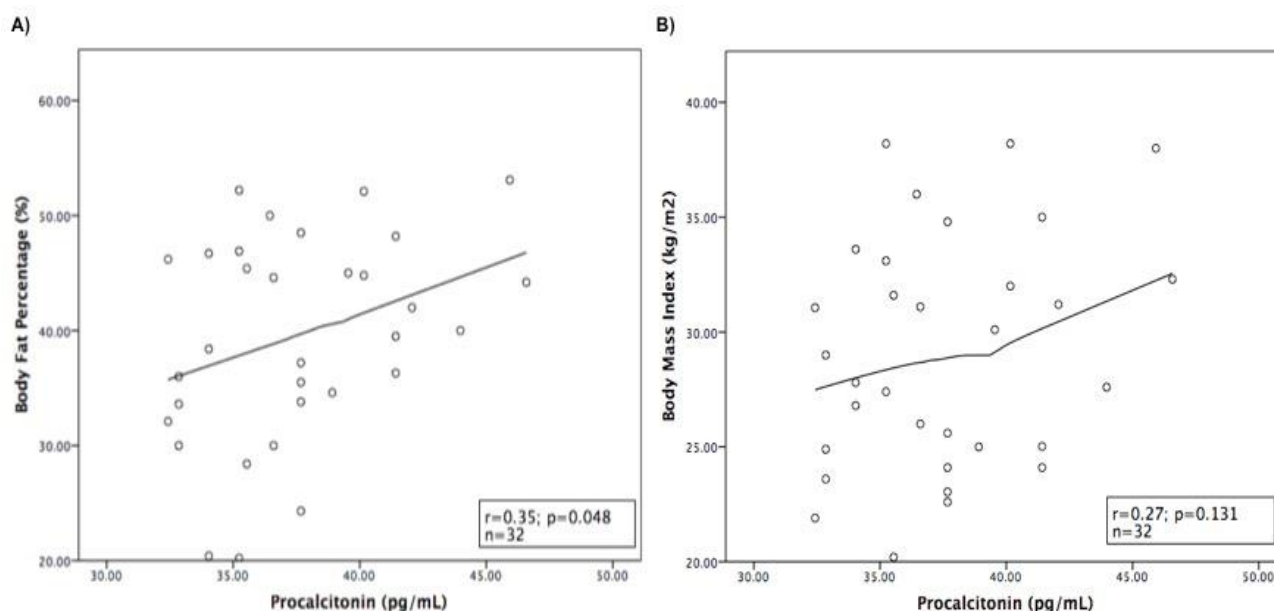 A)
60.00
50.00
40.00
30.00
20.00
Body Fat Percentage (%)
r=0.35; p=0.048
n=32
30.00 35.00 40.00 45.00 50.00
Procalcitonin (pg/mL)
B)
40.00
35.00
30.00
25.00
20.00
Body Mass Index (kg/m2)
r=0.27; p=0.131
n=32
30.00 35.00 40.00 45.00 50.00
Procalcitonin (pg/mL)